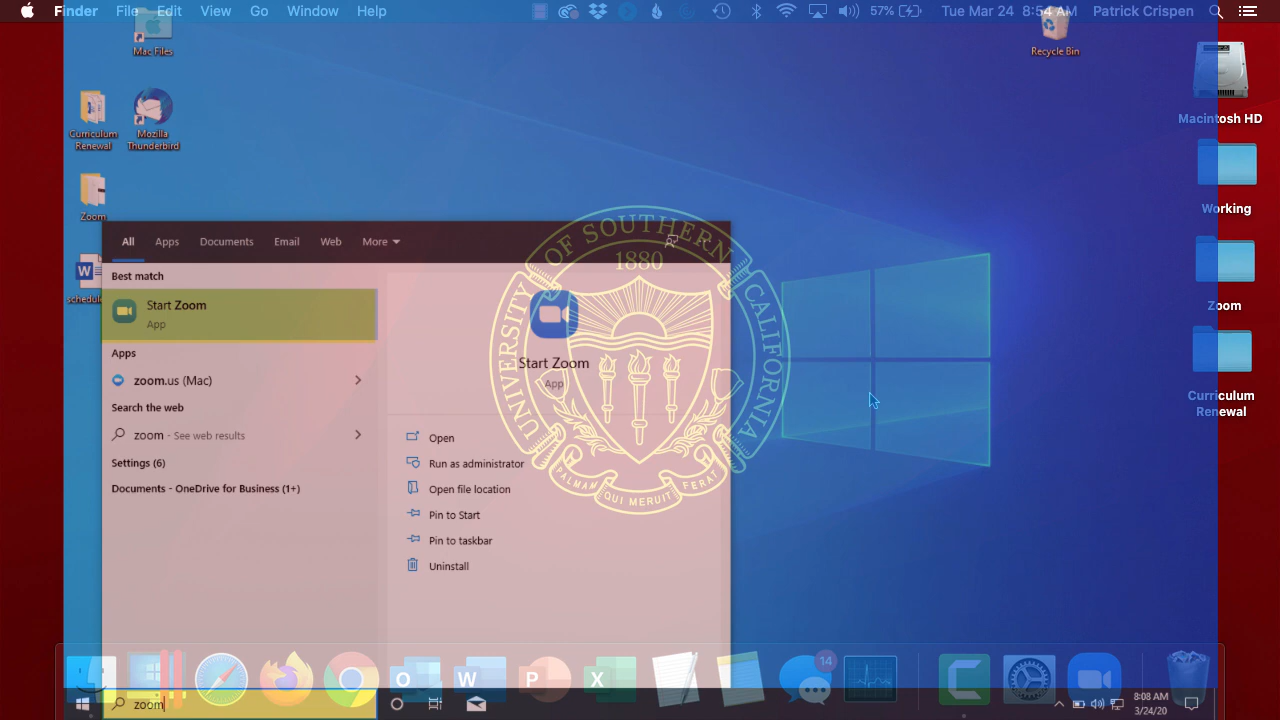 Finder File Edit View Go Window Help 57% Tue Mar 24 8:54 AM Patrick Crispen
Mac Files
Recycle Bin
Macintosh HD
Curriculum
Renewal
Mozilla
Thunderbird
Working
Zoom
Zoom
Curriculum
Renewal
W
All Apps Documents Email Web More
Best match
Start Zoom
App
Apps
zoom.us (Mac)
Search the web
zoom - See web results
Settings (6)
Documents - OneDrive for Business (1+)
Start Zoom
App
Open
Run as administrator
Open file location
Pin to Start
Pin to taskbar
Uninstall
UNIVERSITY OF SOUTHERN CALIFORNIA
1880
PALMAM QUI MERUIT FERAT
O W P X 14 C
zoom
8:08 AM
3/24/20